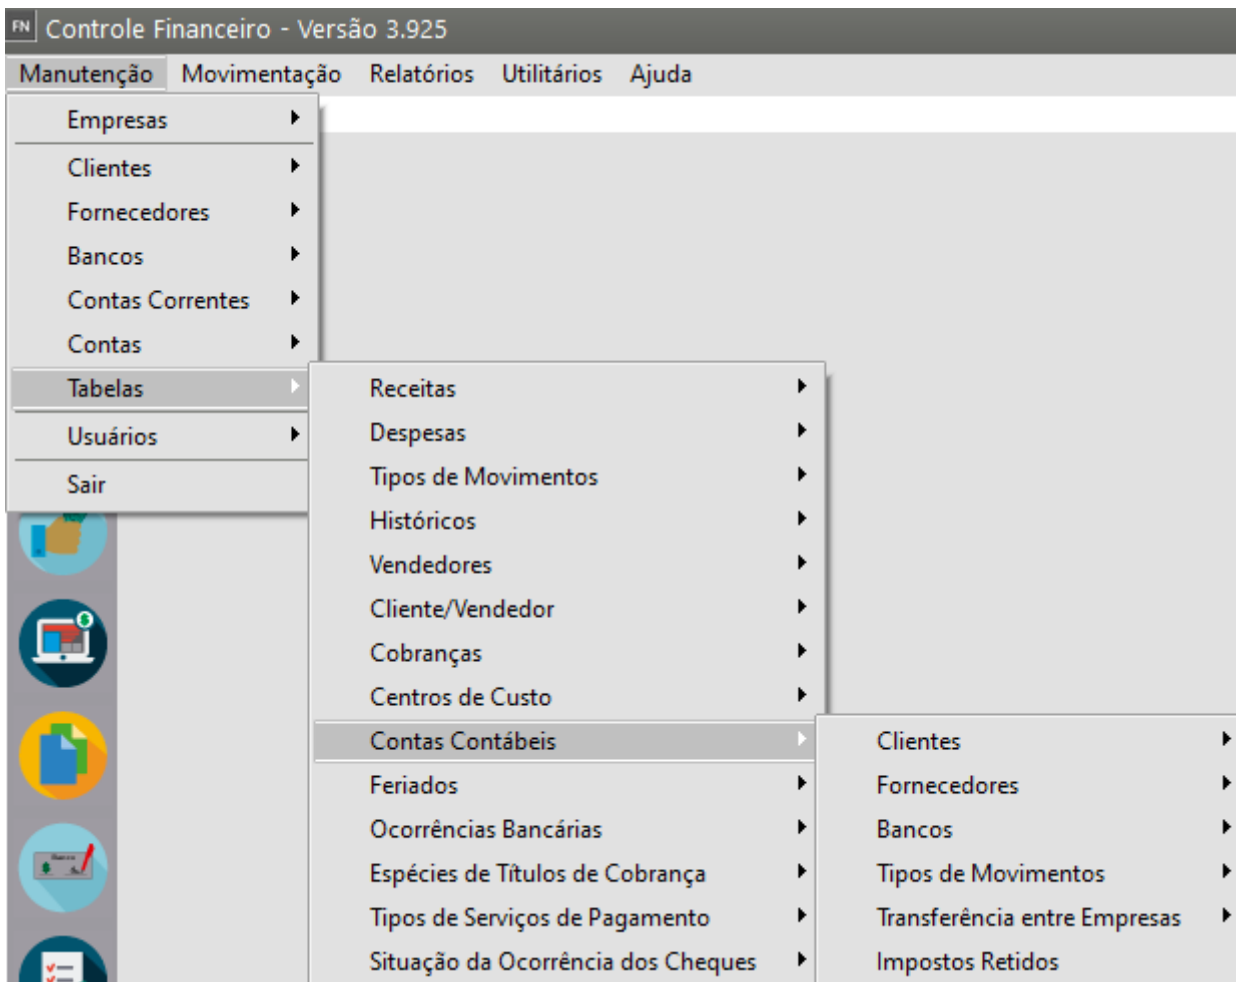 FN Controle Financeiro - Versão 3.925
Manutenção Movimentação Relatórios Utilitários Ajuda
Empresas
Clientes
Fornecedores
Bancos
Contas Correntes
Contas
Tabelas
Usuários
Sair
Receitas
Despesas
Tipos de Movimentos
Históricos
Vendedores
Cliente/Vendedor
Cobranças
Centros de Custo
Contas Contábeis
Feriados
Ocorrências Bancárias
Espécies de Títulos de Cobrança
Tipos de Serviços de Pagamento
Situação da Ocorrência dos Cheques
Clientes
Fornecedores
Bancos
Tipos de Movimentos
Transferência entre Empresas
Impostos Retidos